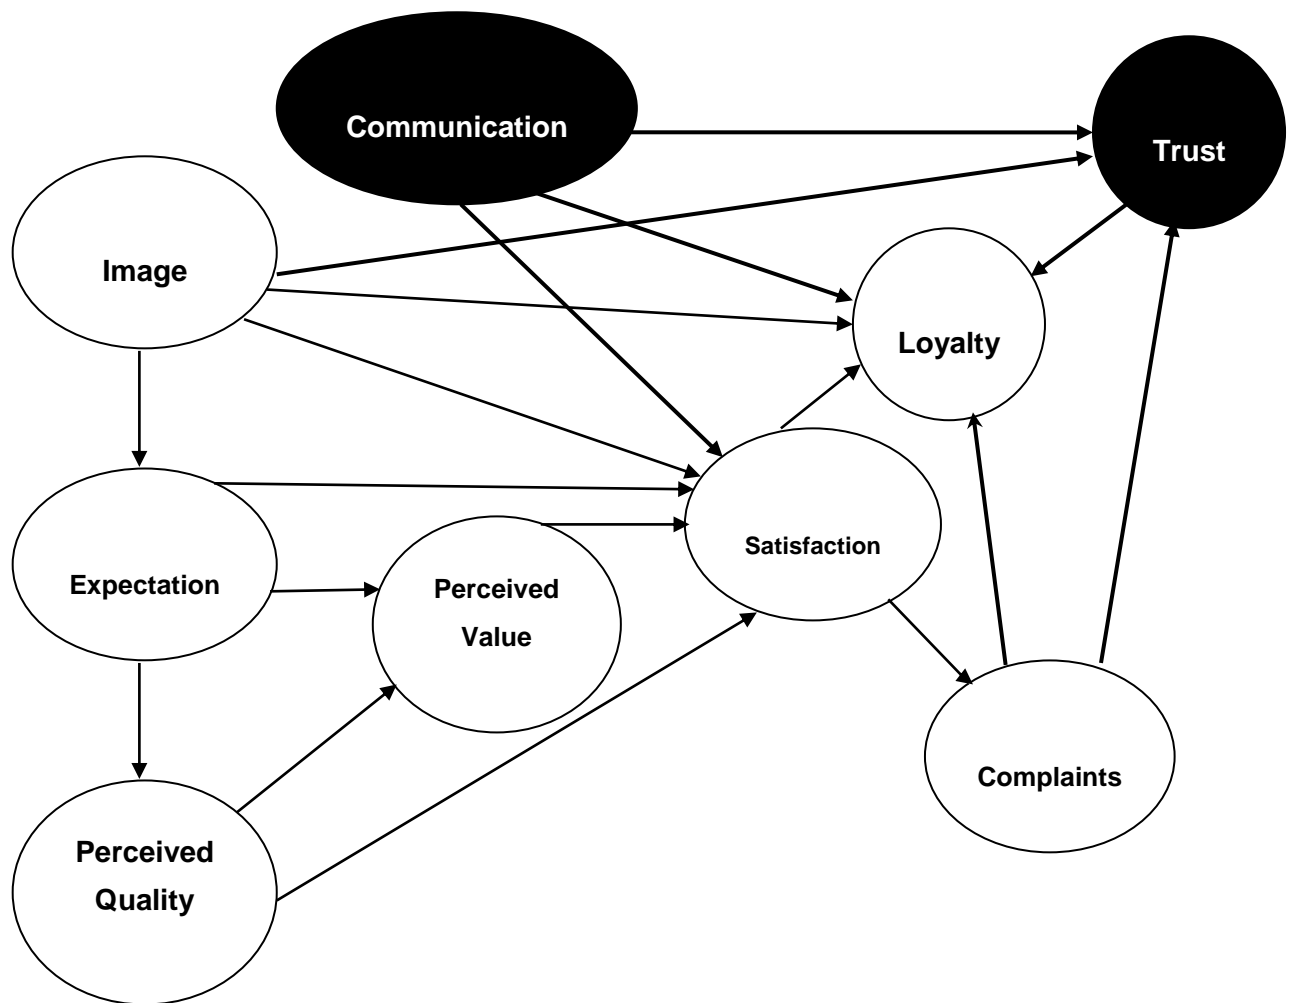 Communication
Trust
Image
Loyalty
Satisfaction
Expectation
Perceived
Value
Complaints
Perceived
Quality